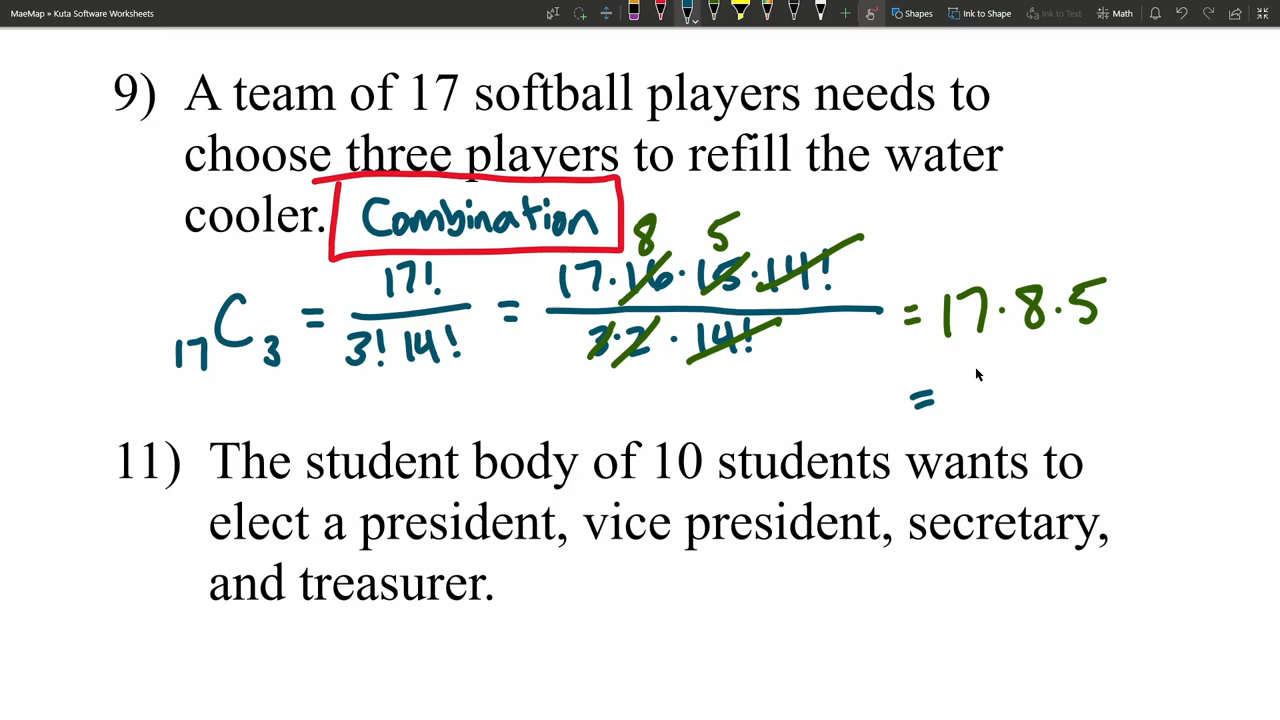 MaeMap » Kuta Software Worksheets
Shapes Ink to Shape Ink to Text Math
9) A team of 17 softball players needs to
choose three players to refill the water
cooler. Combination
8 5
17C3 = 17! / 3! 14! = 17·16·15·14! / 3·2·14! = 17·8·5
=
11) The student body of 10 students wants to
elect a president, vice president, secretary,
and treasurer.